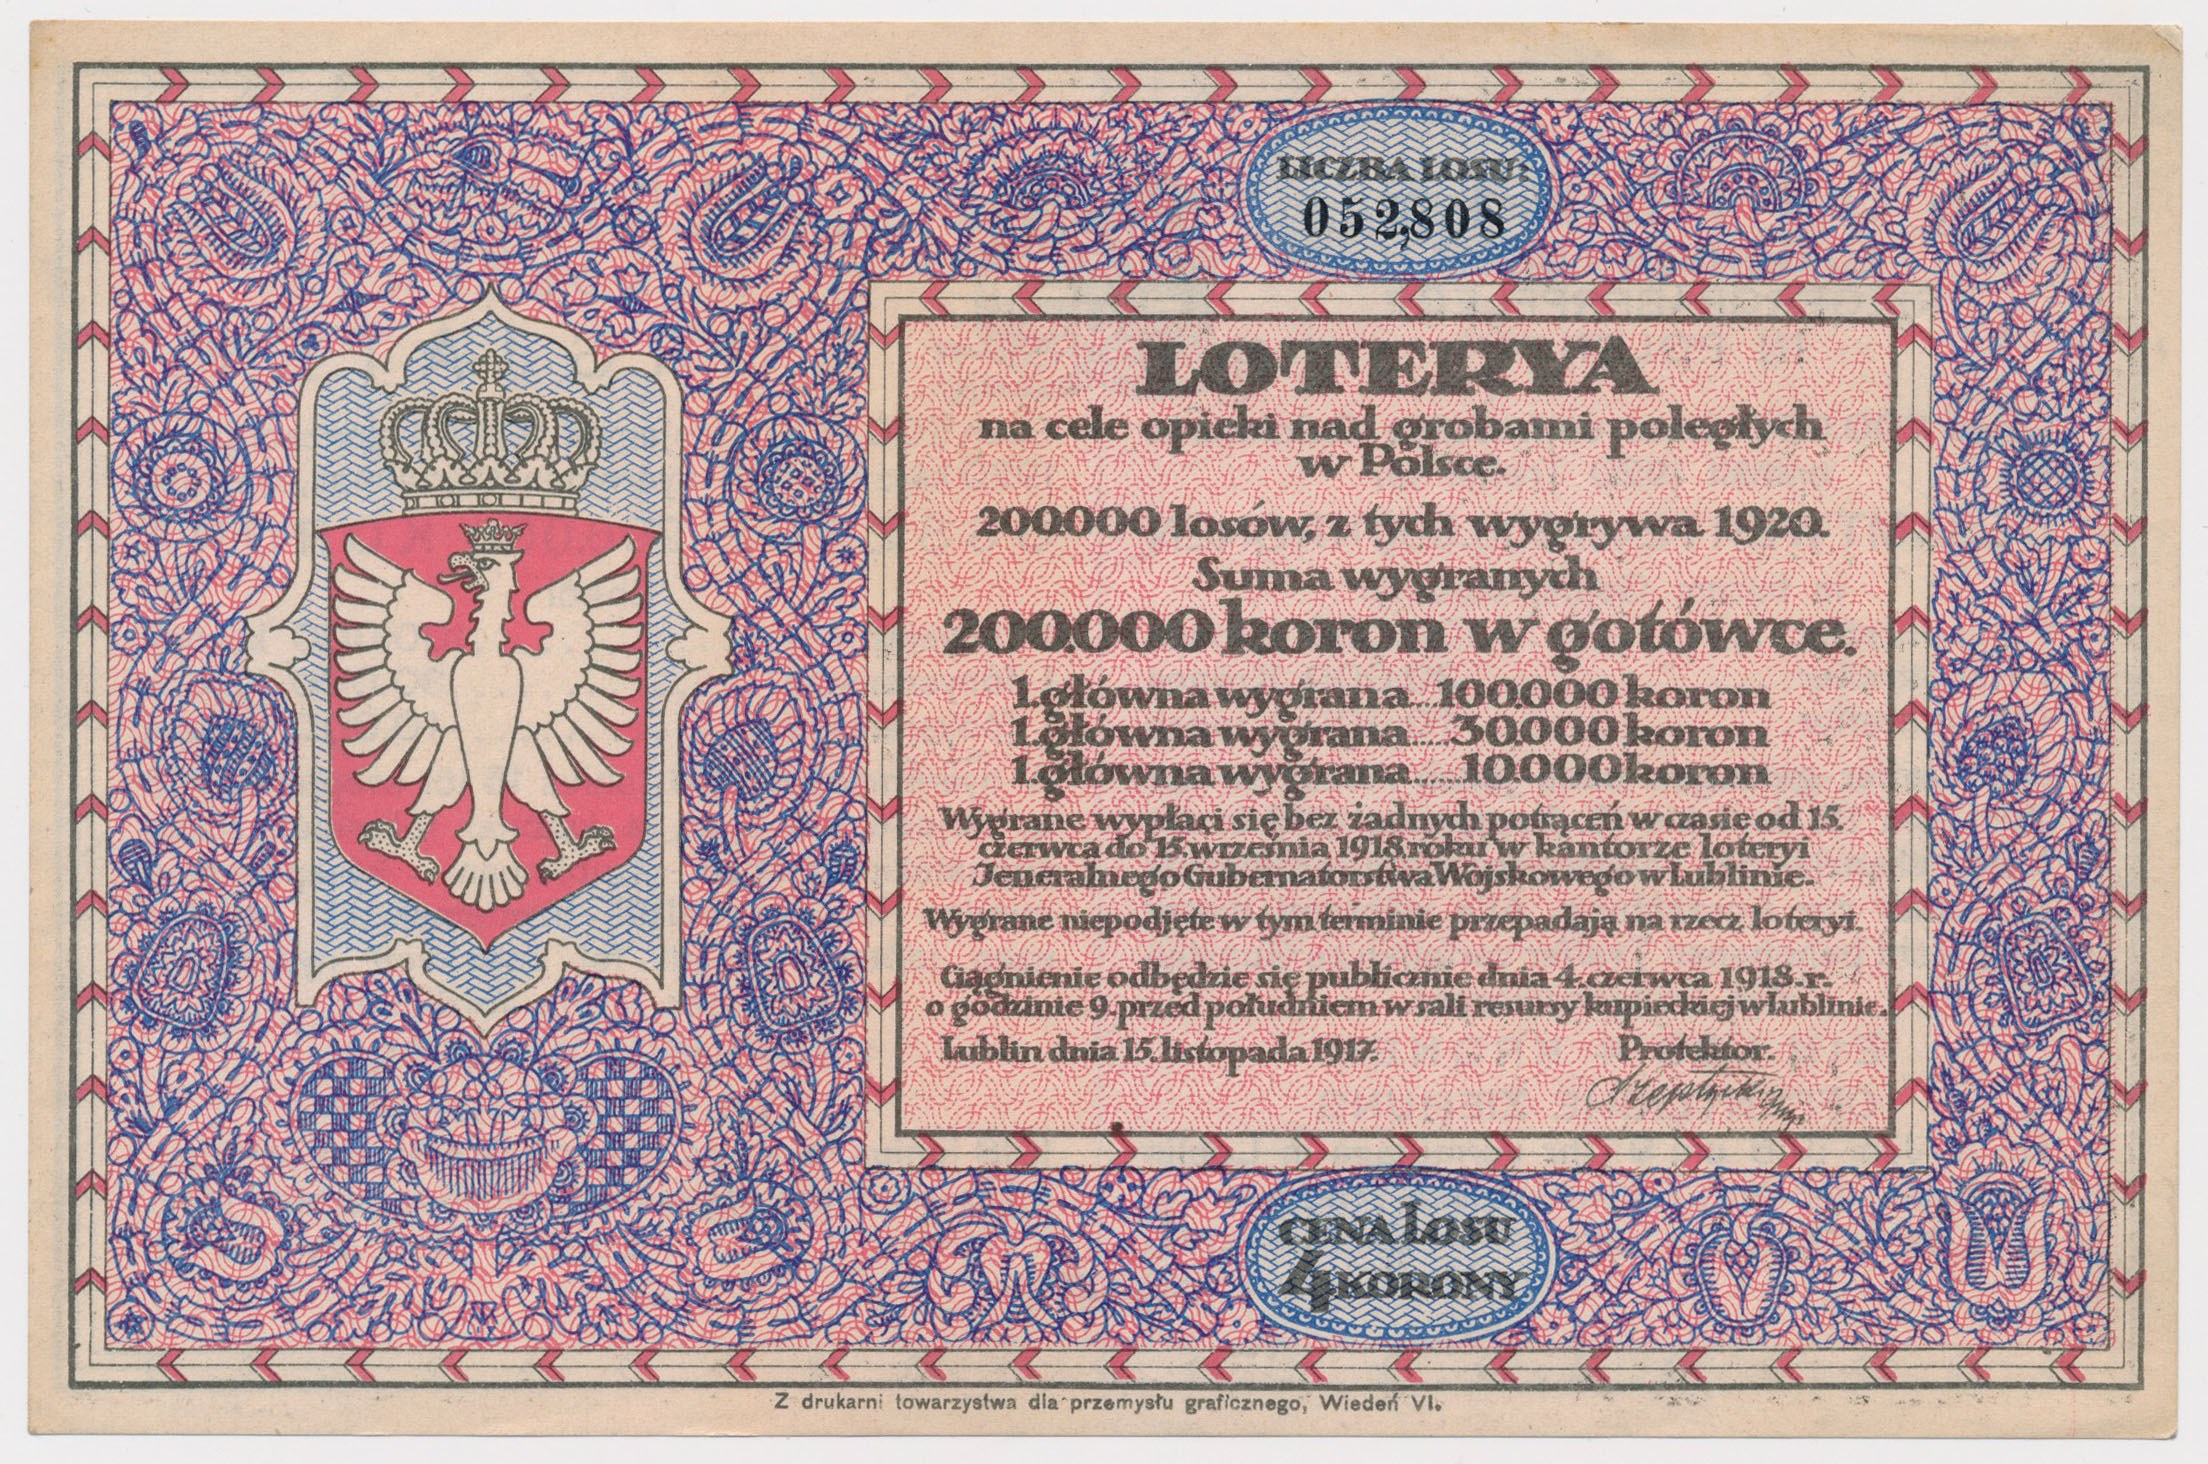 LICZBA LOSU:
052,808
LOTERYA
na cele opieki nad grobami poległych
w Polsce.
200.000 losów, z tych wygrywa 1920.
Suma wygranych
200.000 koron w gotówce.
1. główna wygrana....100.000 koron
1. główna wygrana.....30.000 koron
1. główna wygrana......10.000 koron
Wygrane wypłaci się bez żadnych potrąceń w czasie od 15.
czerwca do 15. września 1918. roku w kantorze loteryi
Jeneralnego Gubernatorstwa Wojskowego w Lublinie.
Wygrane niepodjęte w tym terminie przepadają na rzecz loteryi.
Ciągnienie odbędzie się publicznie dnia 4. czerwca 1918. r.
o godzinie 9. przed południem w sali resursy kupieckiej w Lublinie.
Lublin dnia 15. listopada 1917. Protektor.
CENA LOSU
4 KORONY
Z drukarni towarzystwa dla przemysłu graficznego, Wiedeń VI.